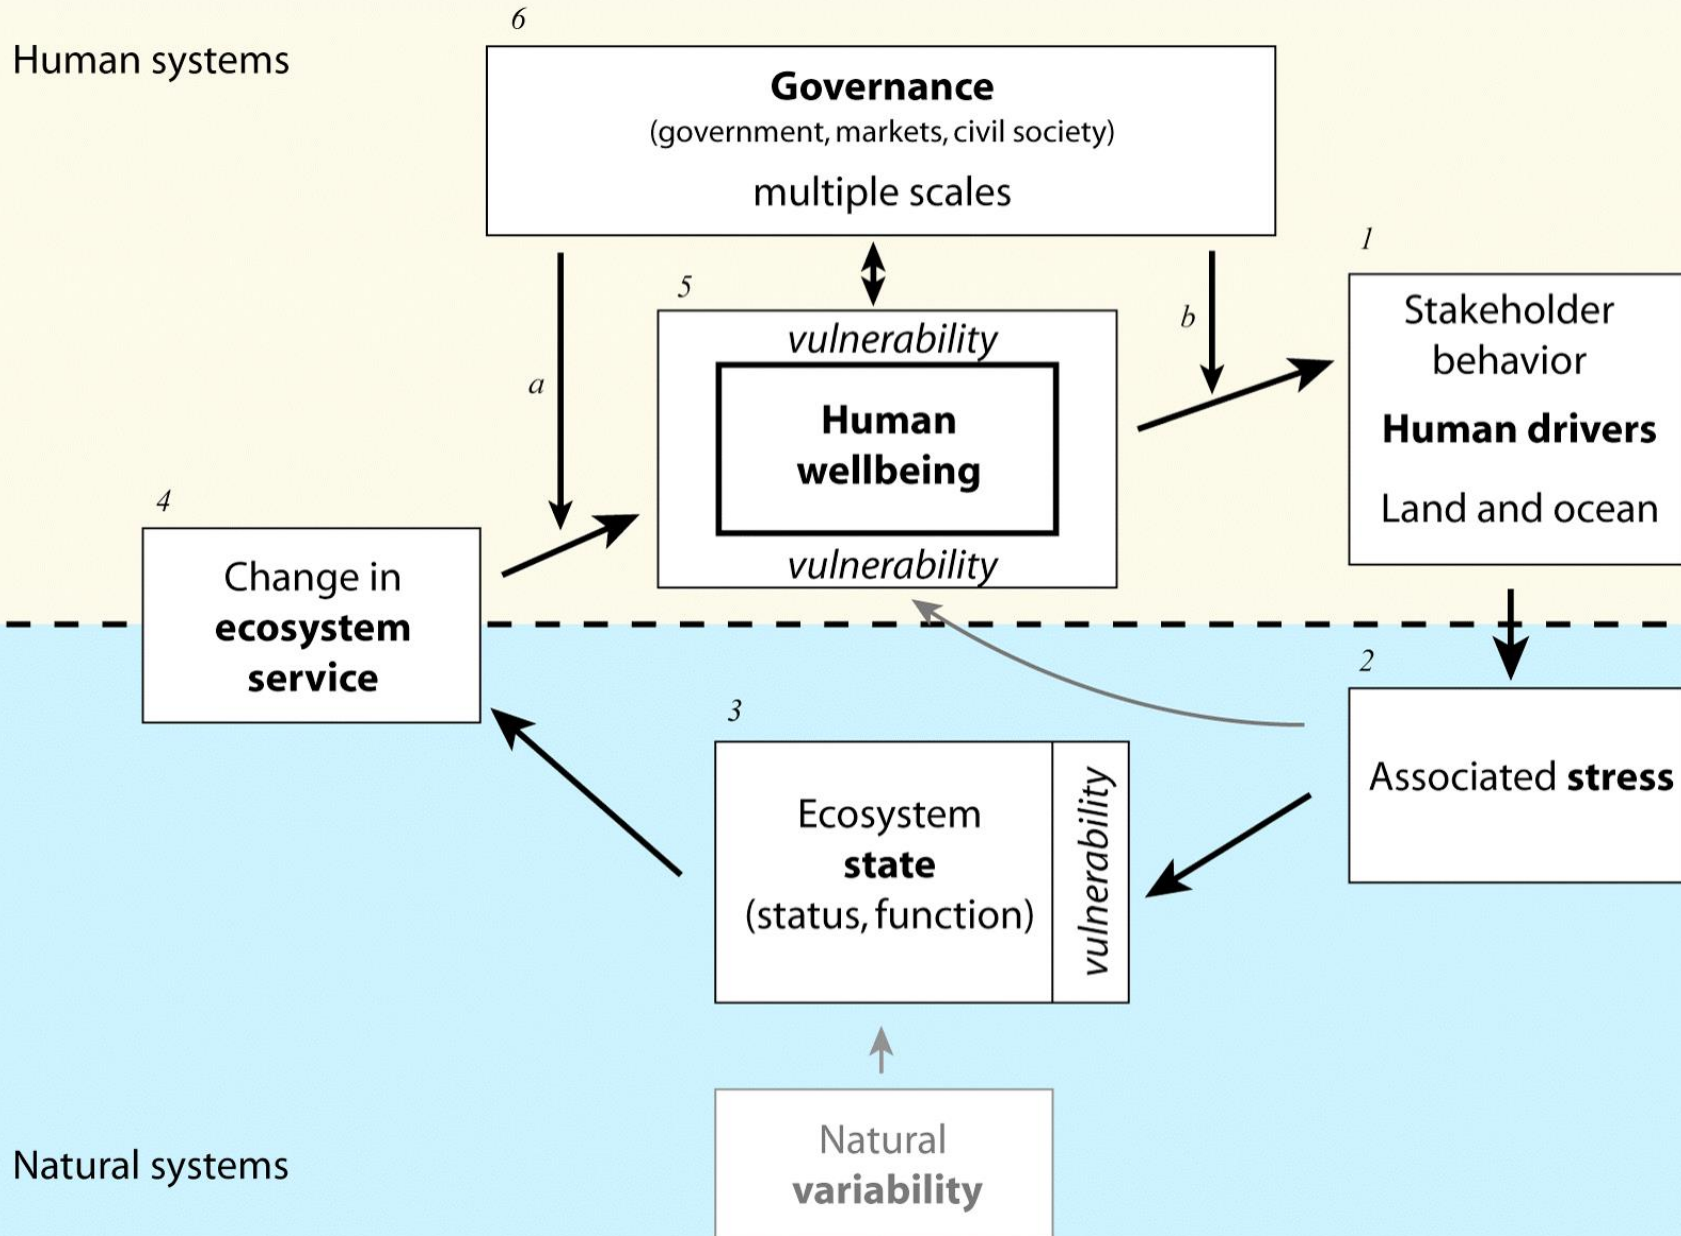 Human systems
6
Governance
(government, markets, civil society)
multiple scales
a
5
vulnerability
Human
wellbeing
vulnerability
b
1
Stakeholder
behavior
Human drivers
Land and ocean
4
Change in
ecosystem
service
2
Associated stress
3
Ecosystem
state
(status, function)
vulnerability
Natural
variability
Natural systems